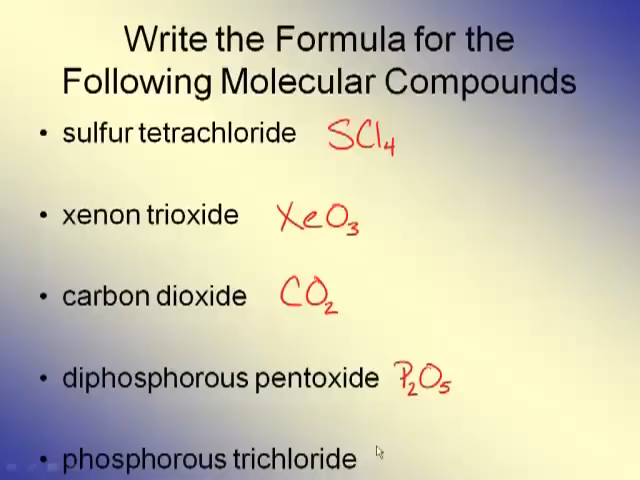 Write the Formula for the
Following Molecular Compounds
• sulfur tetrachloride SCl₄
• xenon trioxide XeO₃
• carbon dioxide CO₂
• diphosphorous pentoxide P₂O₅
• phosphorous trichloride